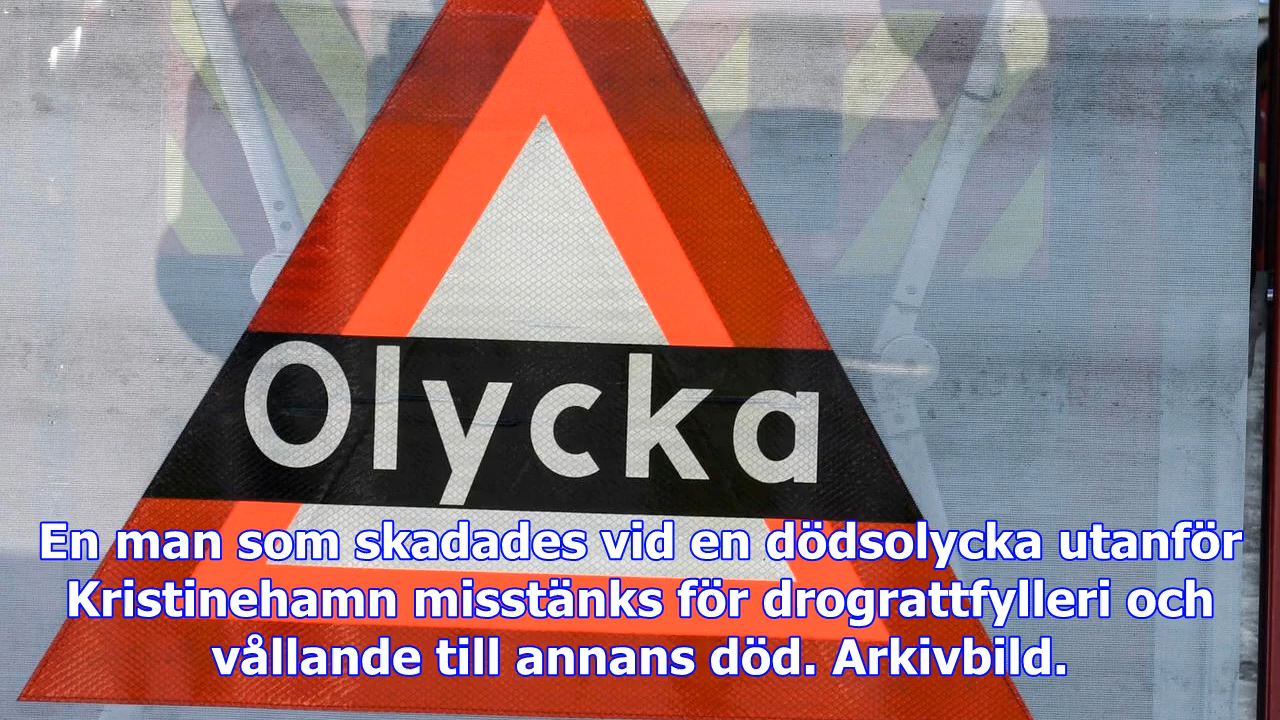 Olycka
En man som skadades vid en dödsolycka utanför
Kristinehamn misstänks för drograttfylleri och
vållande till annans död. Arkivbild.